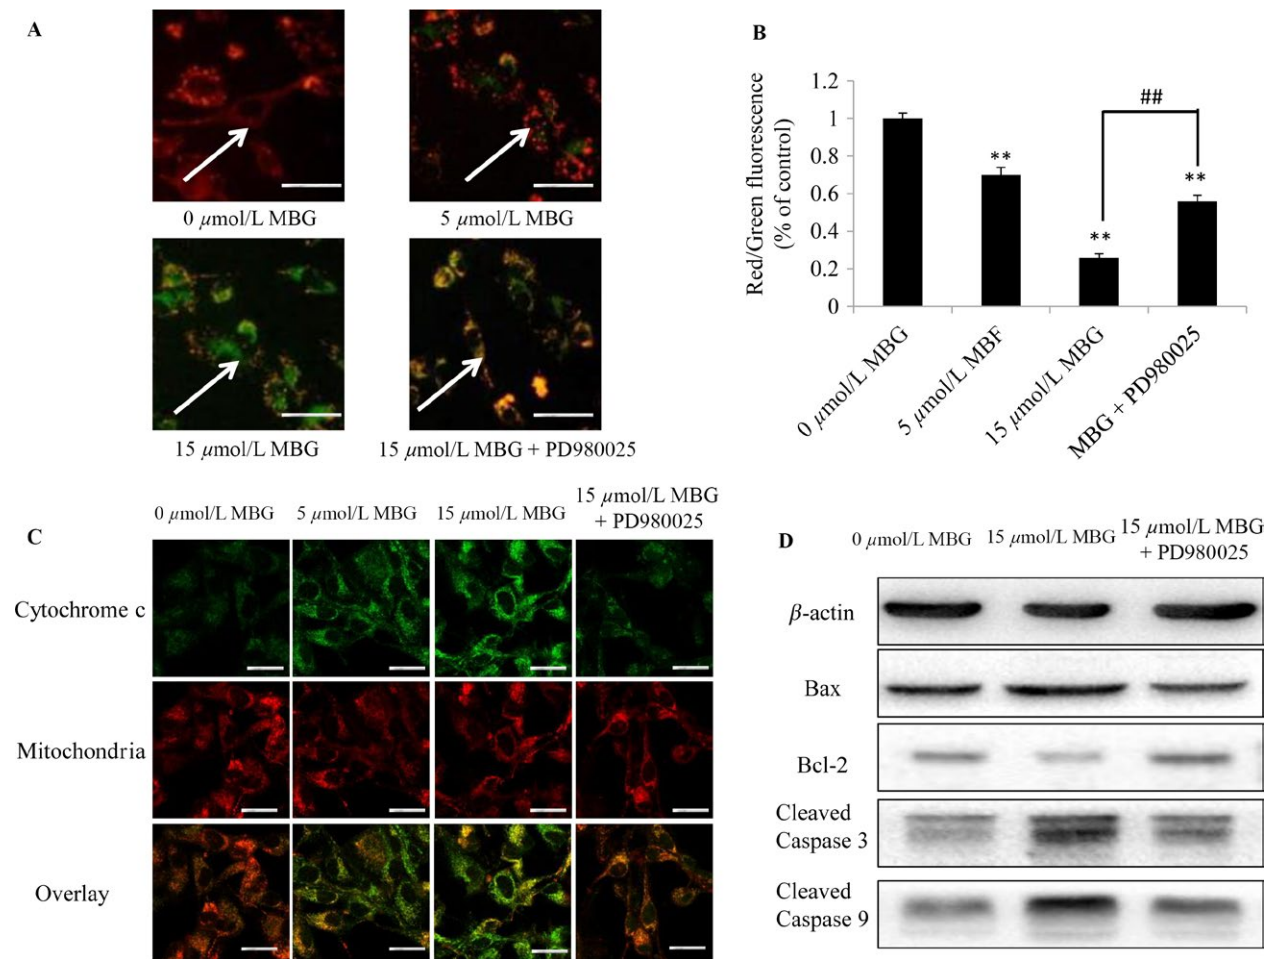 A
0 µmol/L MBG
5 µmol/L MBG
15 µmol/L MBG
15 µmol/L MBG + PD980025
B
Red/Green fluorescence
(% of control)
1.2
1
0.8
0.6
0.4
0.2
0
**
**
**
##
0 µmol/L MBG
5 µmol/L MBF
15 µmol/L MBG
MBG + PD980025
C
0 µmol/L MBG
5 µmol/L MBG
15 µmol/L MBG
15 µmol/L MBG
+ PD980025
Cytochrome c
Mitochondria
Overlay
D
0 µmol/L MBG
15 µmol/L MBG
15 µmol/L MBG
+ PD980025
β-actin
Bax
Bcl-2
Cleaved
Caspase 3
Cleaved
Caspase 9